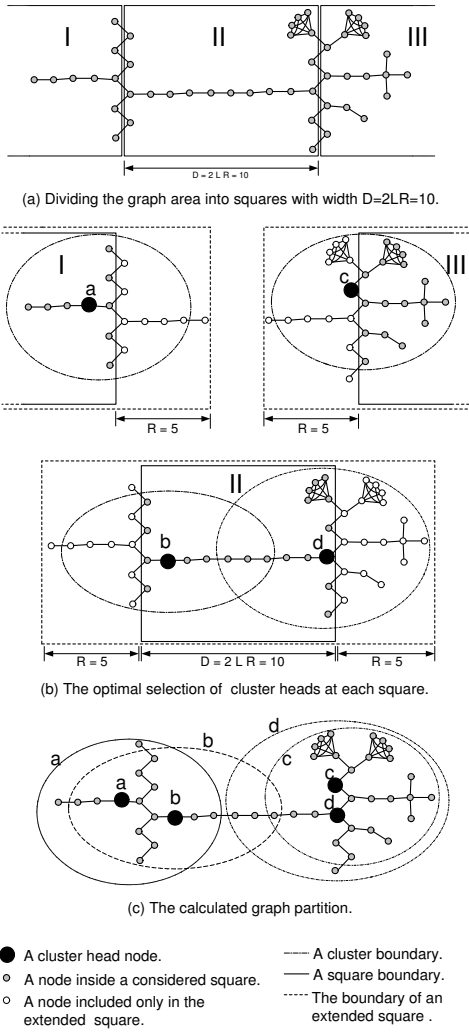 I II III
D = 2 L R = 10
(a) Dividing the graph area into squares with width D=2LR=10.
I III
a c
R = 5 R = 5
II
b d
R = 5 D = 2 L R = 10 R = 5
(b) The optimal selection of cluster heads at each square.
d
b
a c
a c
b d
(c) The calculated graph partition.
A cluster head node.
A node inside a considered square.
A node included only in the
extended square.
A cluster boundary.
A square boundary.
The boundary of an
extended square .